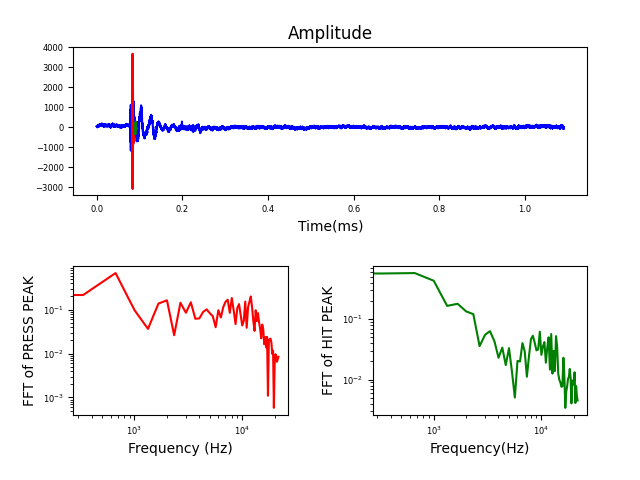 Amplitude
4000
3000
2000
1000
0
−1000
−2000
−3000
0.0 0.2 0.4 0.6 0.8 1.0
Time(ms)
FFT of PRESS PEAK
10⁻¹
10⁻²
10⁻³
10³ 10⁴
Frequency (Hz)
FFT of HIT PEAK
10⁻¹
10⁻²
10³ 10⁴
Frequency(Hz)